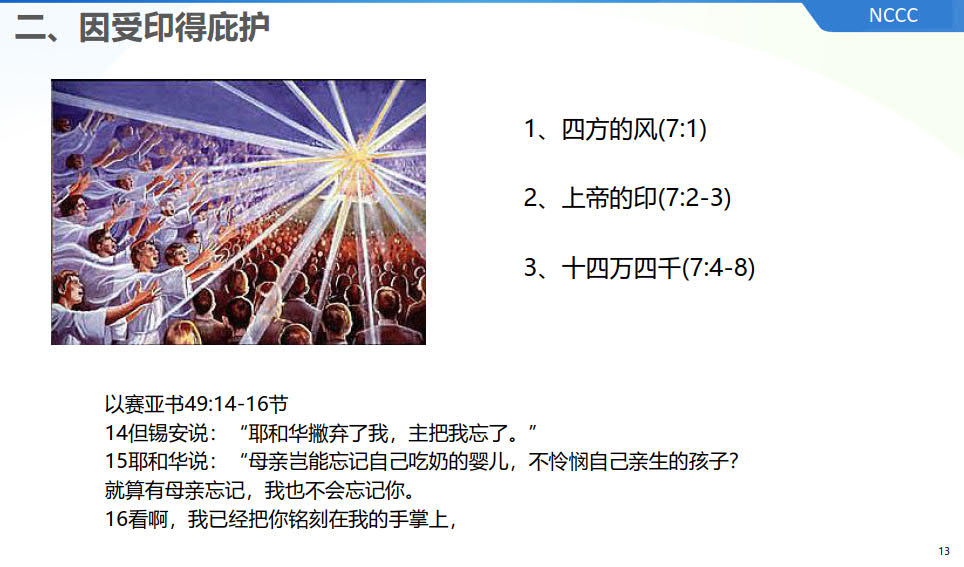 NCCC
二、因受印得庇护
1、四方的风(7:1)
2、上帝的印(7:2-3)
3、十四万四千(7:4-8)
以赛亚书49:14-16节
14但锡安说：“耶和华撇弃了我，主把我忘了。”
15耶和华说：“母亲岂能忘记自己吃奶的婴儿，不怜悯自己亲生的孩子？
就算有母亲忘记，我也不会忘记你。
16看啊，我已经把你铭刻在我的手掌上，
13